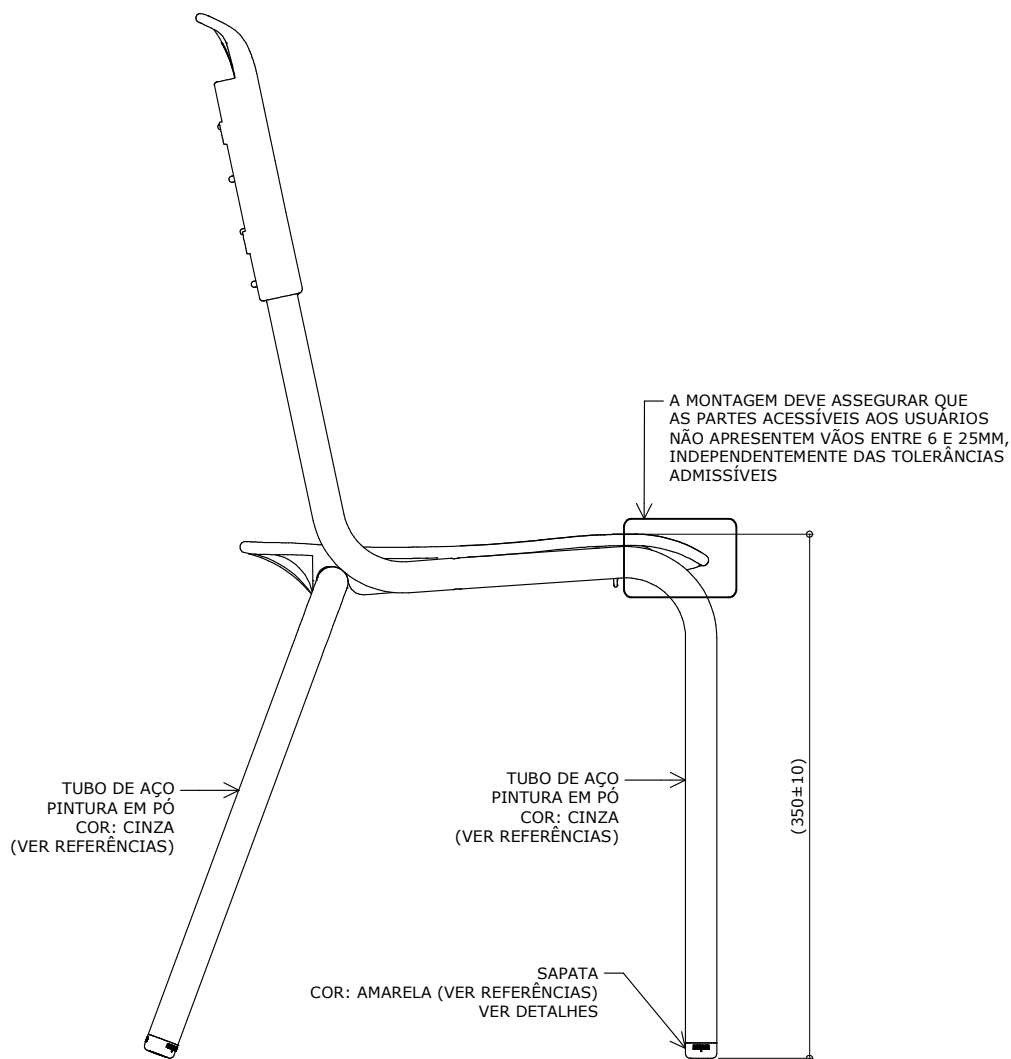 A MONTAGEM DEVE ASSEGURAR QUE
AS PARTES ACESSÍVEIS AOS USUÁRIOS
NÃO APRESENTEM VÃOS ENTRE 6 E 25MM,
INDEPENDENTEMENTE DAS TOLERÂNCIAS
ADMISSÍVEIS
TUBO DE AÇO
PINTURA EM PÓ
COR: CINZA
(VER REFERÊNCIAS)
TUBO DE AÇO
PINTURA EM PÓ
COR: CINZA
(VER REFERÊNCIAS)
(350±10)
SAPATA
COR: AMARELA (VER REFERÊNCIAS)
VER DETALHES